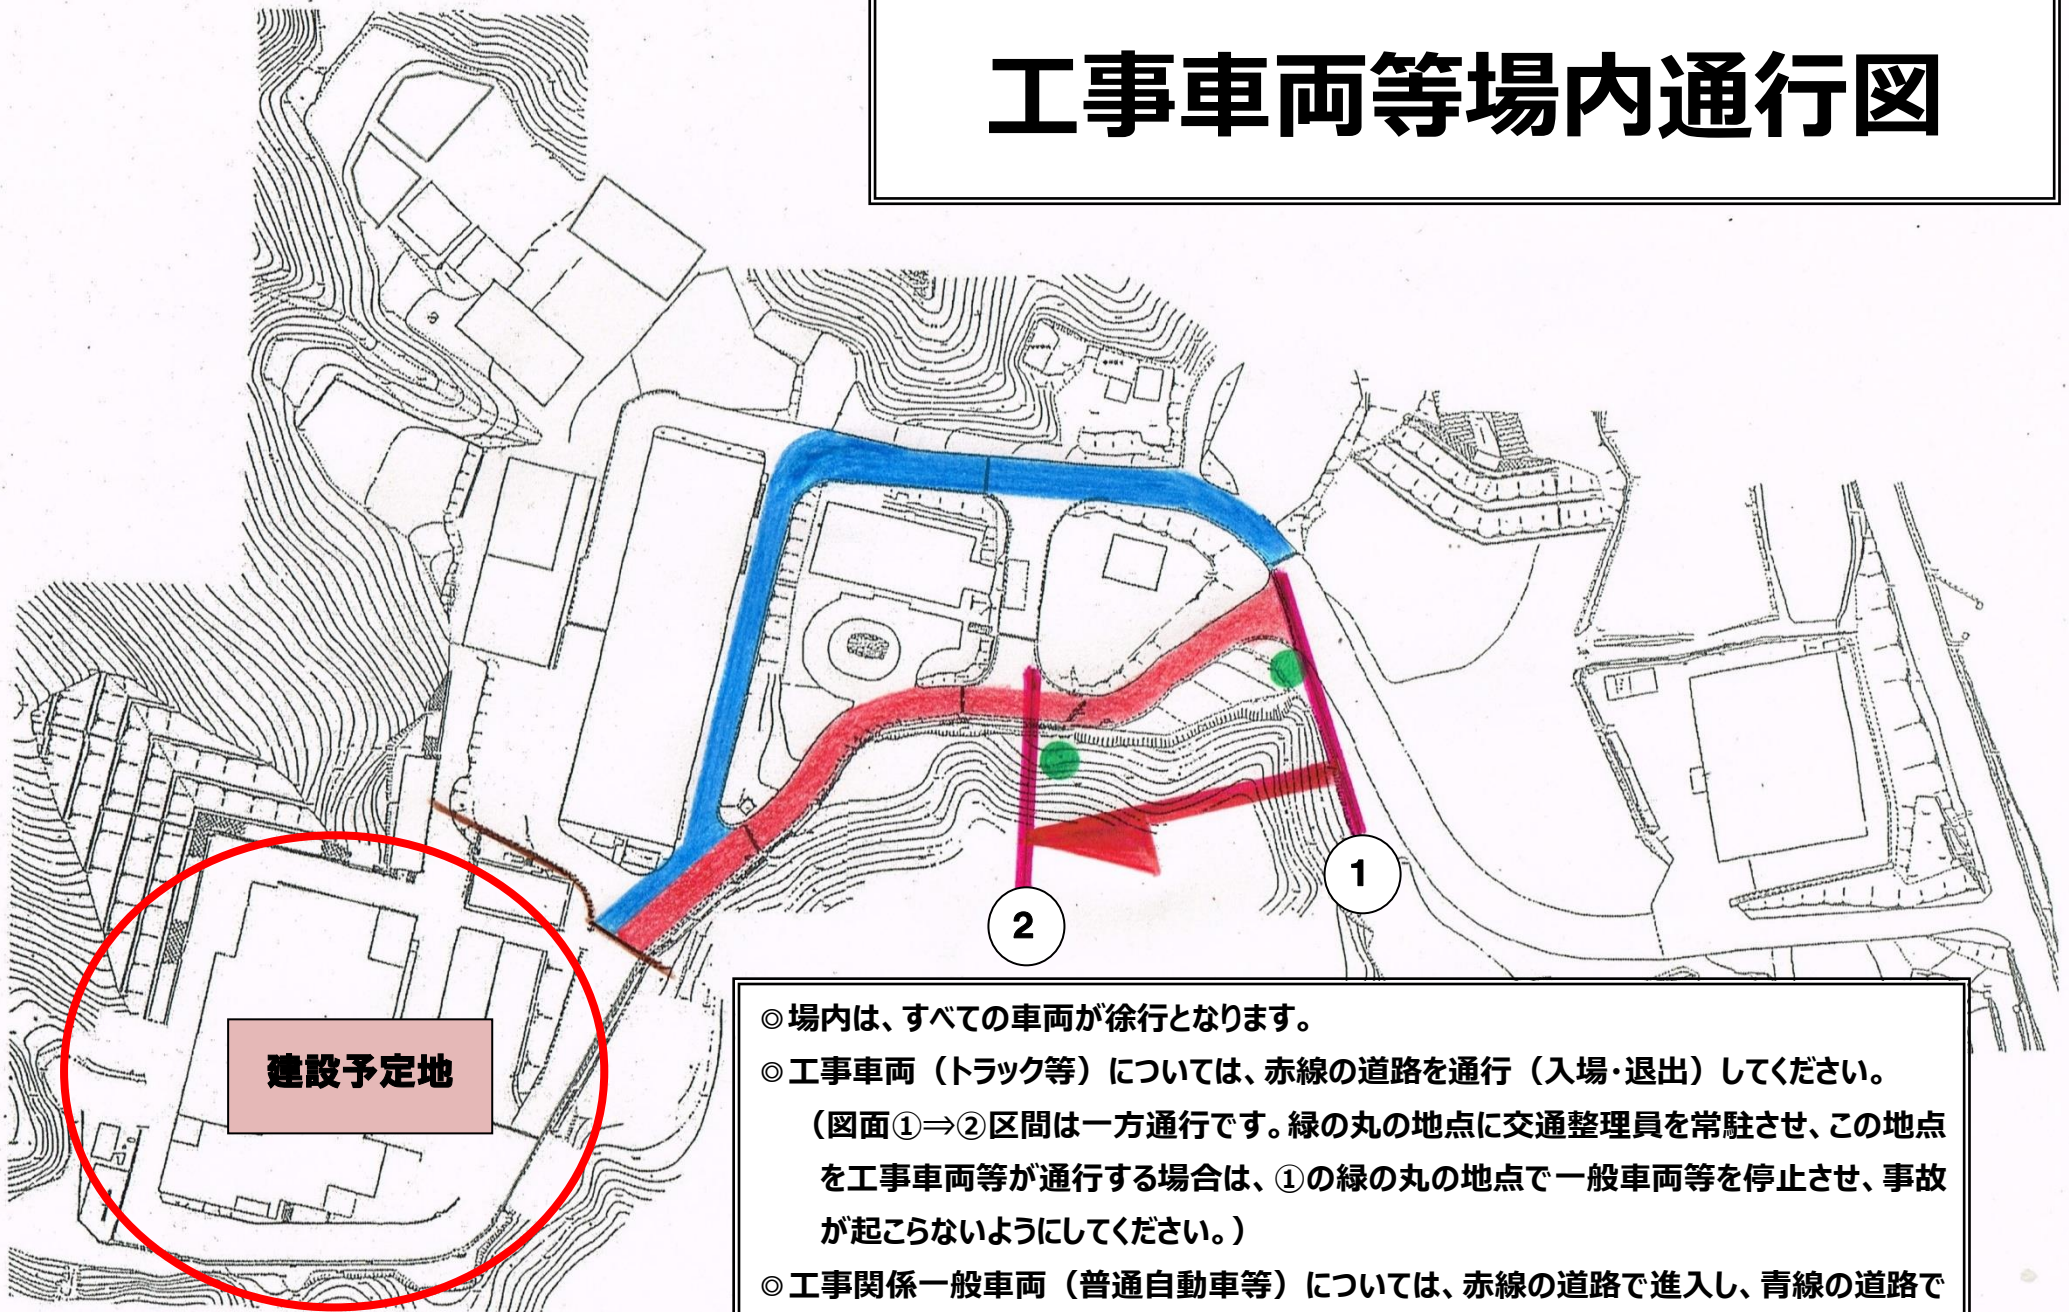 工事車両等場内通行図
1
2
建設予定地
◎場内は、すべての車両が徐行となります。
◎工事車両（トラック等）については、赤線の道路を通行（入場・退出）してください。
（図面①⇒②区間は一方通行です。緑の丸の地点に交通整理員を常駐させ、この地点
を工事車両等が通行する場合は、①の緑の丸の地点で一般車両等を停止させ、事故
が起こらないようにしてください。）
◎工事関係一般車両（普通自動車等）については、赤線の道路で進入し、青線の道路で